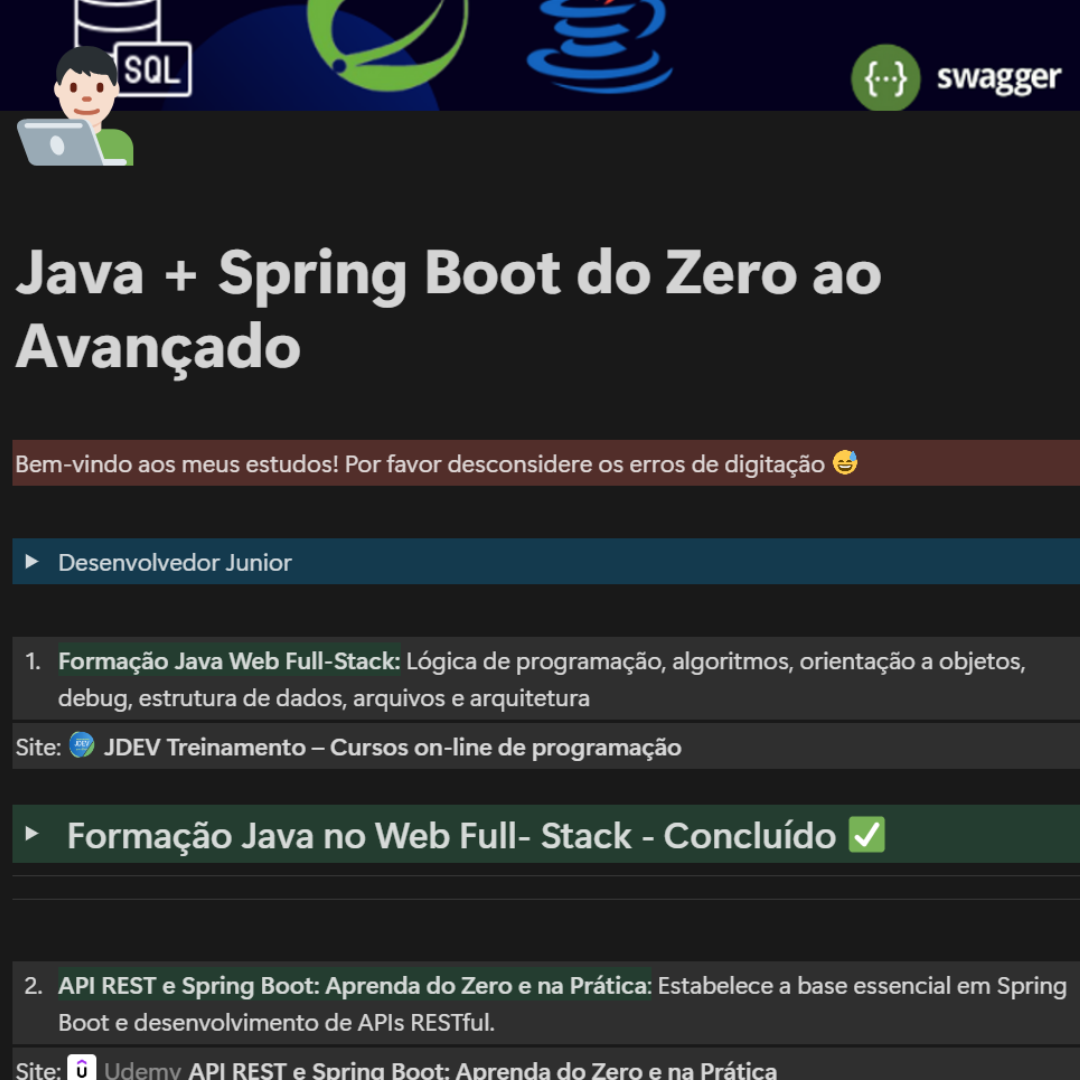 SQL
swagger
Java + Spring Boot do Zero ao
Avançado
Bem-vindo aos meus estudos! Por favor desconsidere os erros de digitação 😅
Desenvolvedor Junior
1. Formação Java Web Full-Stack: Lógica de programação, algoritmos, orientação a objetos,
debug, estrutura de dados, arquivos e arquitetura
Site: JDEV Treinamento – Cursos on-line de programação
Formação Java no Web Full- Stack - Concluído ✅
2. API REST e Spring Boot: Aprenda do Zero e na Prática: Estabelece a base essencial em Spring
Boot e desenvolvimento de APIs RESTful.
Site: Udemy API REST e Spring Boot: Aprenda do Zero e na Prática